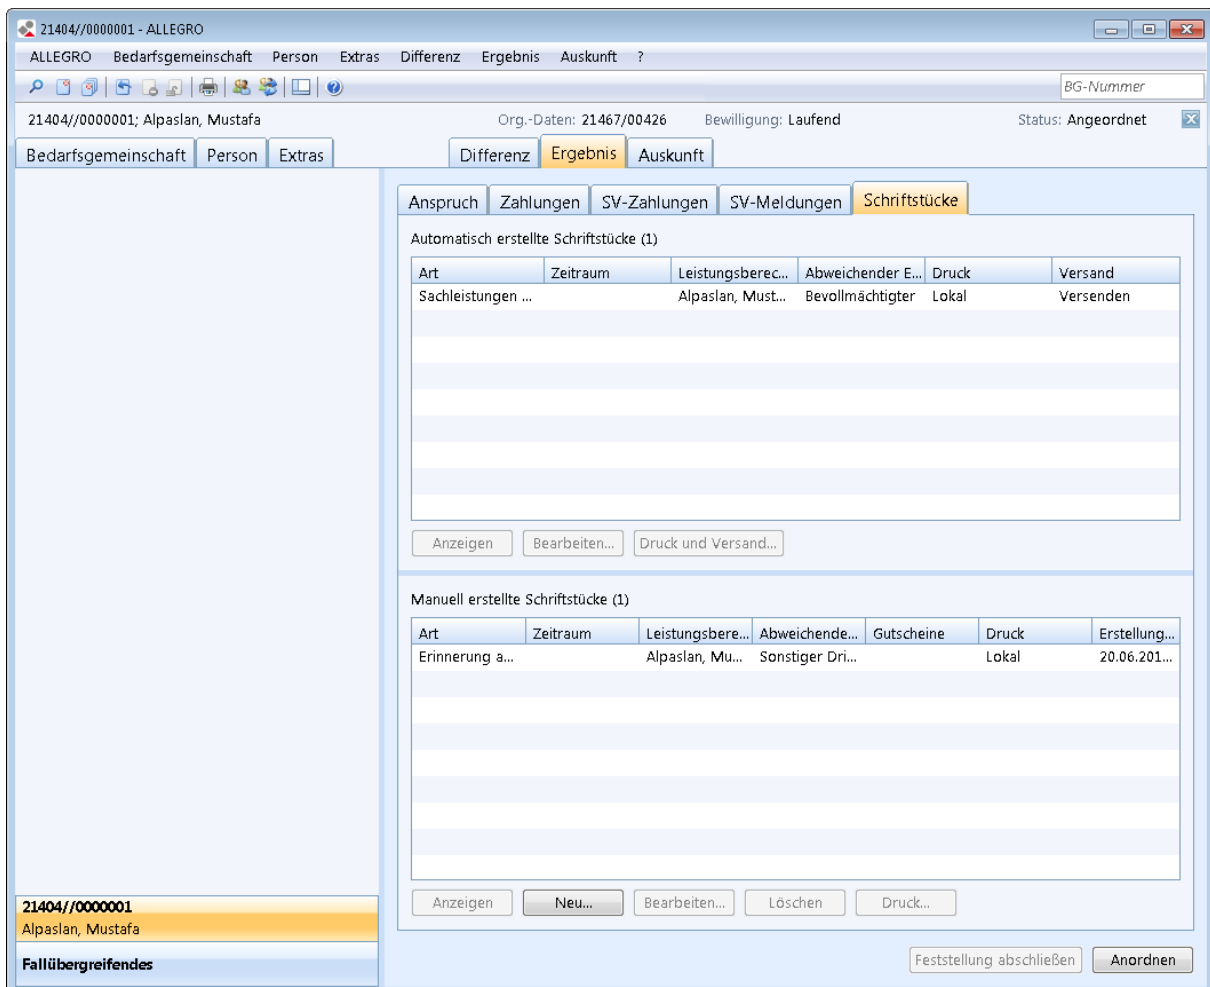 21404//0000001 - ALLEGRO
ALLEGRO Bedarfsgemeinschaft Person Extras Differenz Ergebnis Auskunft ?
BG-Nummer
21404//0000001; Alpaslan, Mustafa Org.-Daten: 21467/00426 Bewilligung: Laufend Status: Angeordnet
Bedarfsgemeinschaft Person Extras Differenz Ergebnis Auskunft
Anspruch Zahlungen SV-Zahlungen SV-Meldungen Schriftstücke
Automatisch erstellte Schriftstücke (1)
Art Zeitraum Leistungsberec... Abweichender E... Druck Versand
Sachleistungen ... Alpaslan, Must... Bevollmächtigter Lokal Versenden
Anzeigen Bearbeiten... Druck und Versand...
Manuell erstellte Schriftstücke (1)
Art Zeitraum Leistungsbere... Abweichende... Gutscheine Druck Erstellung...
Erinnerung a... Alpaslan, Mu... Sonstiger Dri... Lokal 20.06.201...
Anzeigen Neu... Bearbeiten... Löschen Druck...
21404//0000001
Alpaslan, Mustafa
Fallübergreifendes
Feststellung abschließen Anordnen